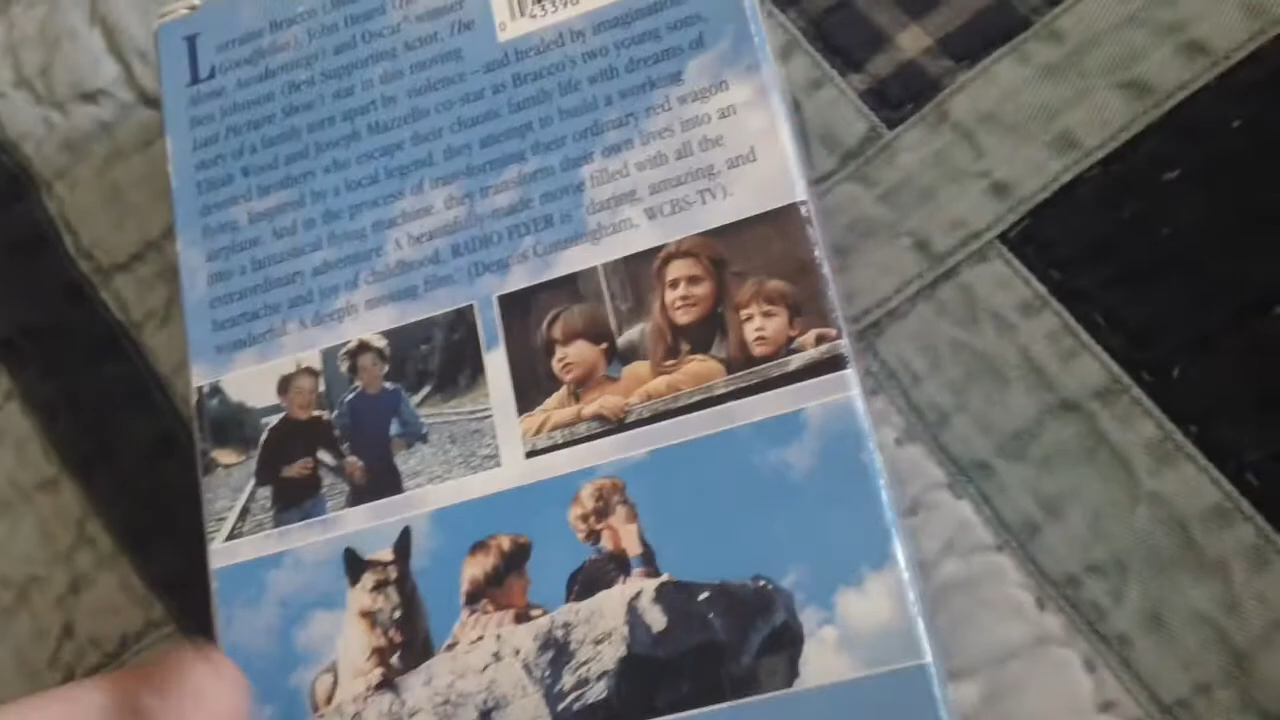 0 43396
Lorraine Bracco (
Goodfellas), John Heard (
Alone, Awakenings) and Oscar winner
Ben Johnson (Best Supporting Actor, The
Last Picture Show) star in this moving
story of a family torn apart by violence – and healed by imagination.
Elijah Wood and Joseph Mazzello co-star as Bracco's two young sons,
devoted brothers who escape their chaotic family life with dreams of
flying. Inspired by a local legend, they attempt to build a working
airplane. And in the process of transforming their ordinary red wagon
into a fantastical flying machine, they transform their own lives into an
extraordinary adventure. A beautifully-made movie filled with all the
heartache and joy of childhood, RADIO FLYER is "daring, amazing, and
wonderful. A deeply moving film." (Dennis Cunningham, WCBS-TV).